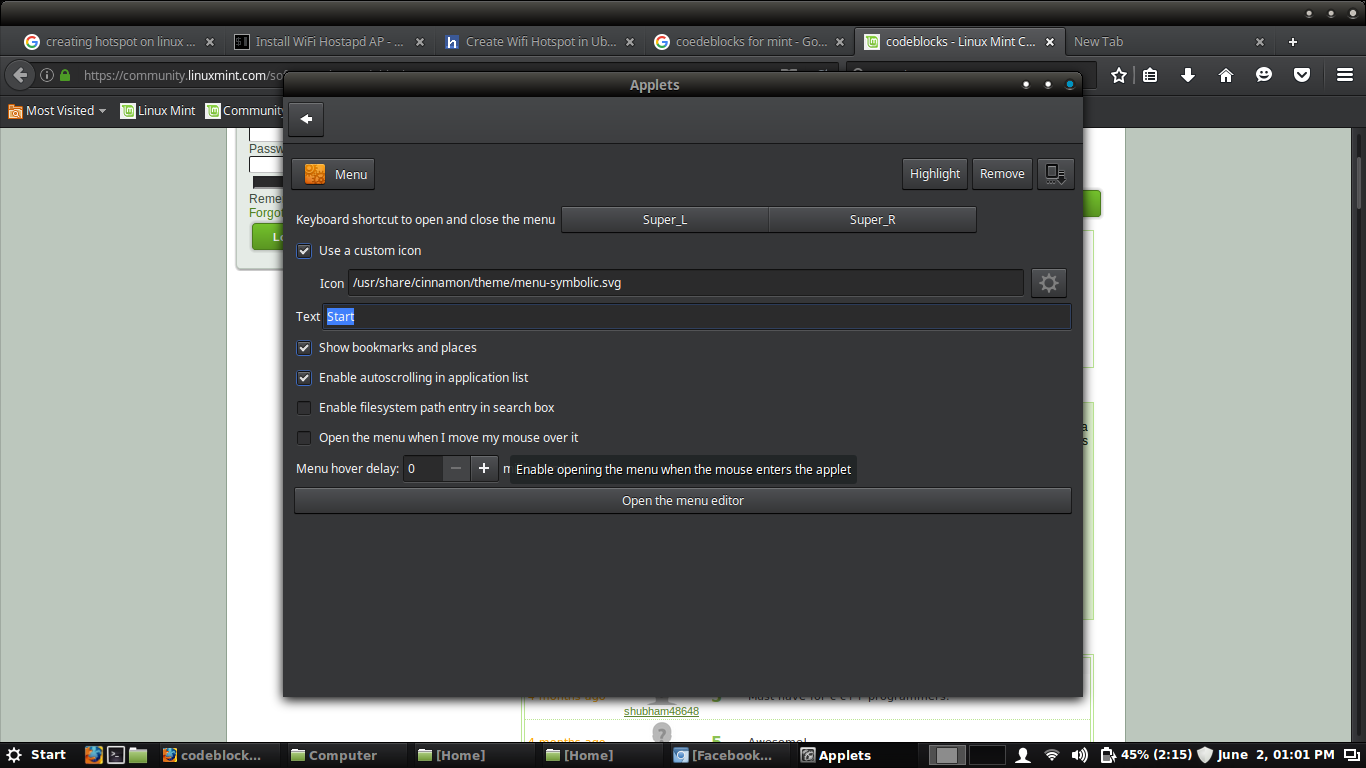 creating hotspot on linux ...
Install WiFi Hostapd AP - ...
Create Wifi Hotspot in Ub...
coedeblocks for mint - Go...
codeblocks - Linux Mint C...
New Tab
https://community.linuxmint.com/so
Most Visited
Linux Mint
Community
Applets
Menu
Highlight
Remove
Keyboard shortcut to open and close the menu
Super_L
Super_R
Use a custom icon
Icon
/usr/share/cinnamon/theme/menu-symbolic.svg
Text
Start
Show bookmarks and places
Enable autoscrolling in application list
Enable filesystem path entry in search box
Open the menu when I move my mouse over it
Menu hover delay:
0
m
Enable opening the menu when the mouse enters the applet
Open the menu editor
Passw
Reme
Forgo
L
a
s
4 months ago
5
Must have for c c++ programmers.
shubham48648
?
4 months ago
5
Awesome!
Start
codeblock...
Computer
[Home]
[Home]
[Facebook...
Applets
45% (2:15)
June 2, 01:01 PM